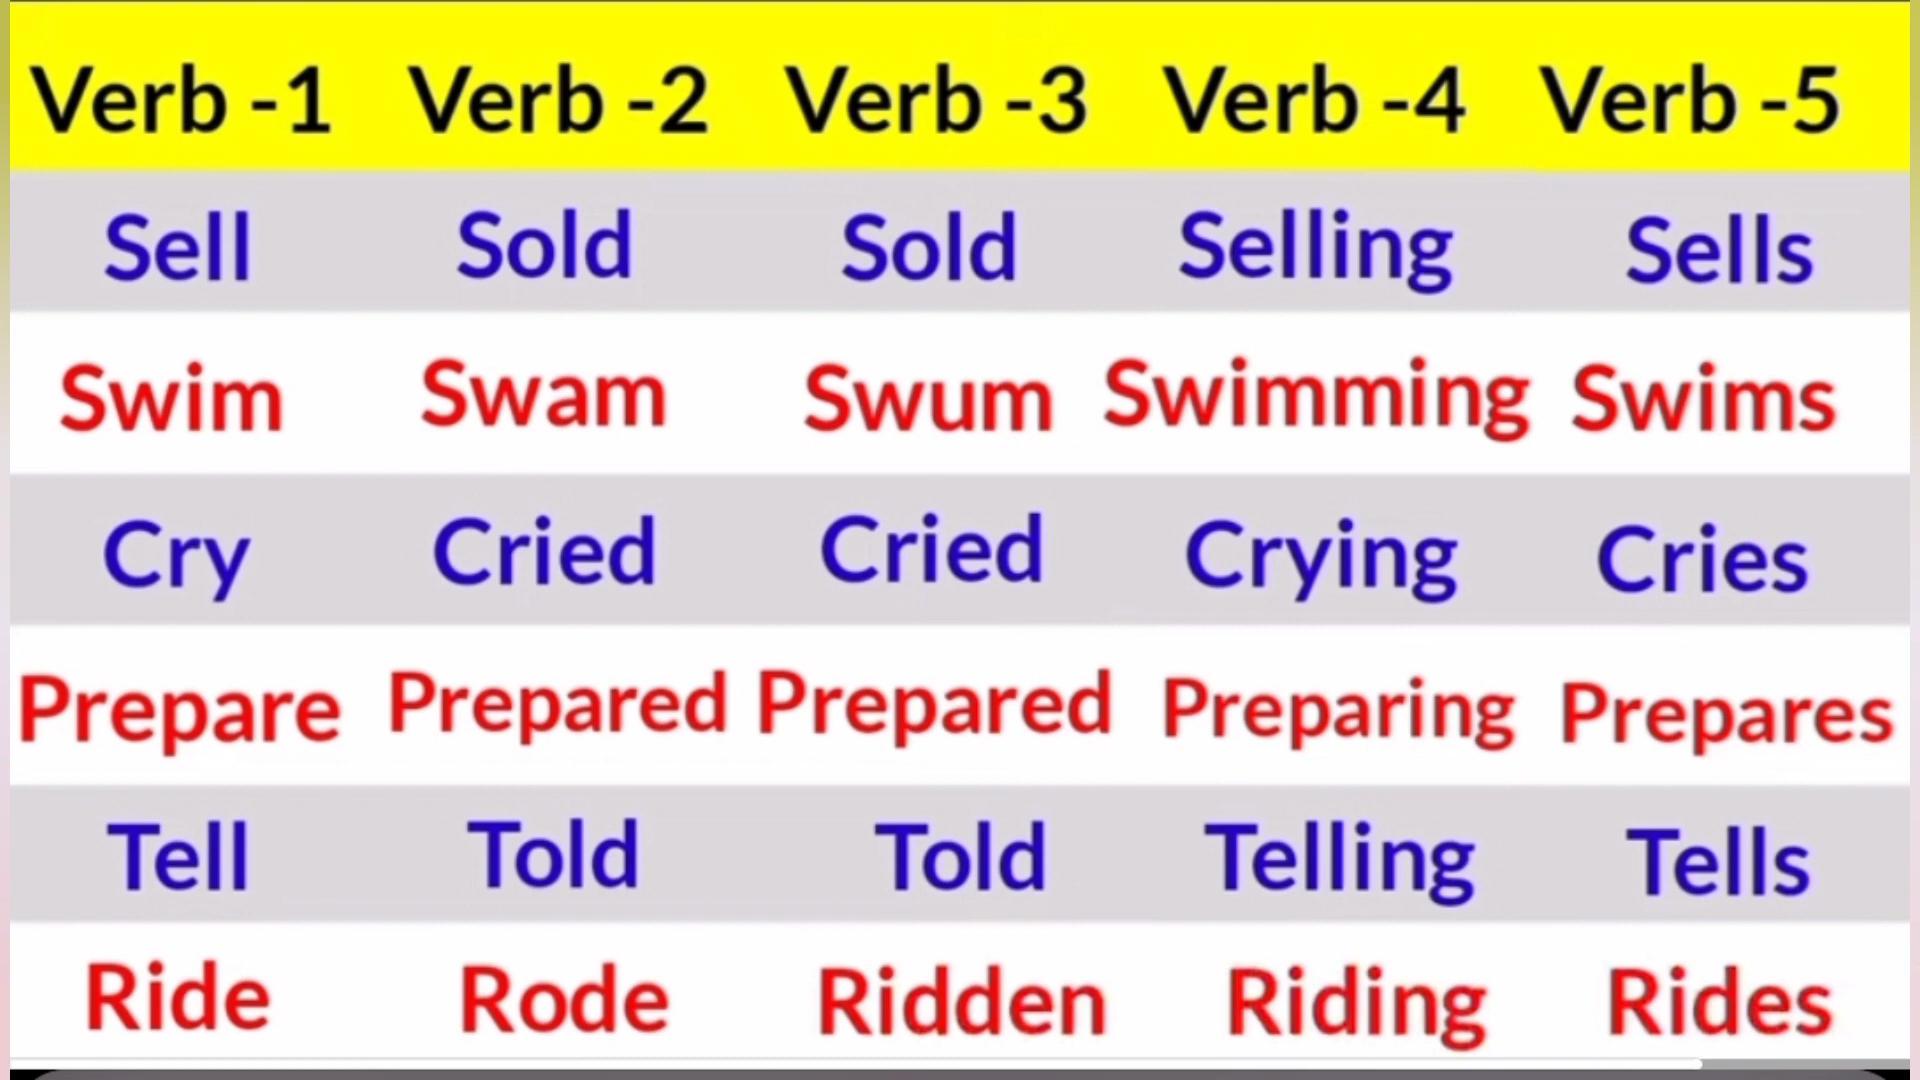 Verb -1 Verb -2 Verb -3 Verb -4 Verb -5
Sell Sold Sold Selling Sells
Swim Swam Swum Swimming Swims
Cry Cried Cried Crying Cries
Prepare Prepared Prepared Preparing Prepares
Tell Told Told Telling Tells
Ride Rode Ridden Riding Rides